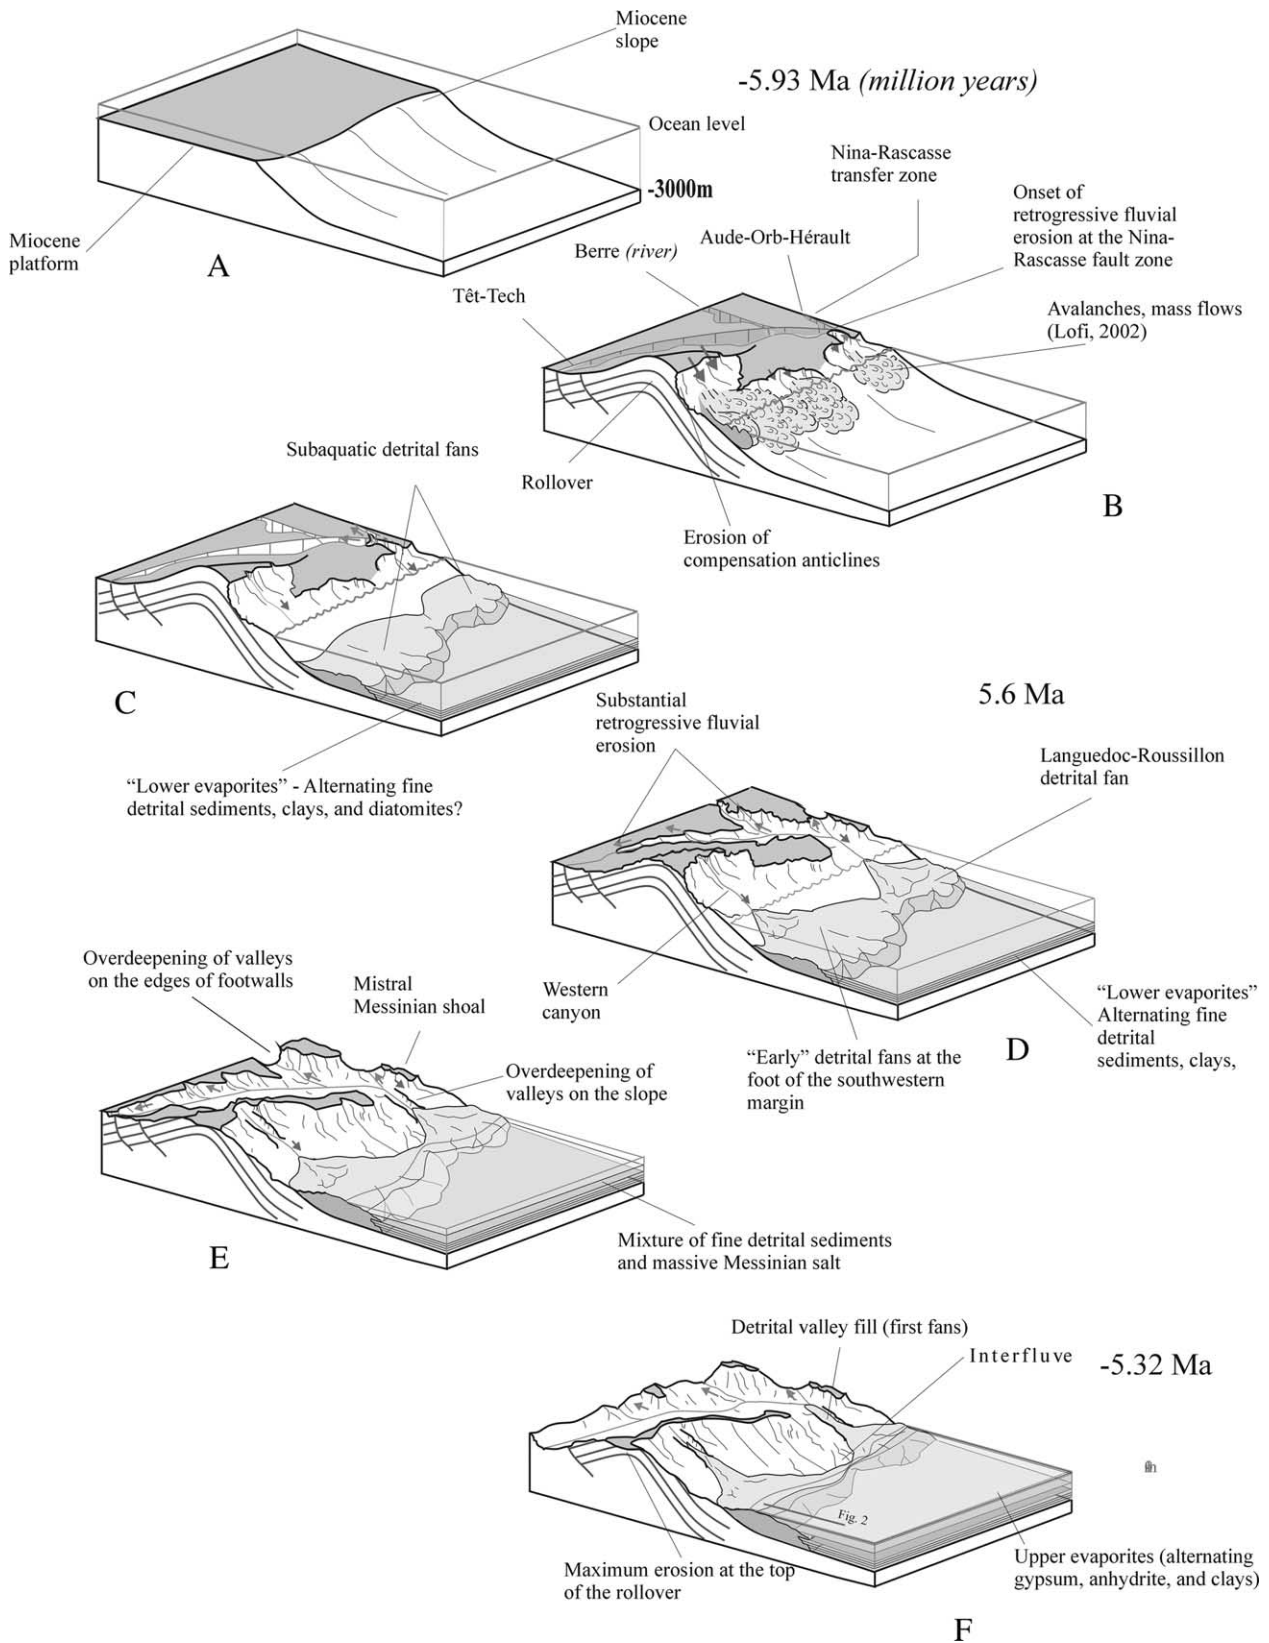 Miocene
slope
-5.93 Ma (million years)
Ocean level
-3000m
Miocene
platform
A
Nina-Rascasse
transfer zone
Onset of
retrogressive fluvial
erosion at the Nina-
Rascasse fault zone
Aude-Orb-Hérault
Berre (river)
Têt-Tech
Avalanches, mass flows
(Lofi, 2002)
Rollover
Erosion of
compensation anticlines
B
Subaquatic detrital fans
C
“Lower evaporites” - Alternating fine
detrital sediments, clays, and diatomites?
5.6 Ma
Substantial
retrogressive fluvial
erosion
Languedoc-Roussillon
detrital fan
Western
canyon
“Early” detrital fans at the
foot of the southwestern
margin
D
“Lower evaporites”
Alternating fine
detrital
sediments, clays,
Overdeepening of valleys
on the edges of footwalls
Mistral
Messinian shoal
Overdeepening of
valleys on the slope
E
Mixture of fine detrital sediments
and massive Messinian salt
Detrital valley fill (first fans)
Interfluve
-5.32 Ma
Fig. 2
Maximum erosion at the top
of the rollover
Upper evaporites (alternating
gypsum, anhydrite, and clays)
F